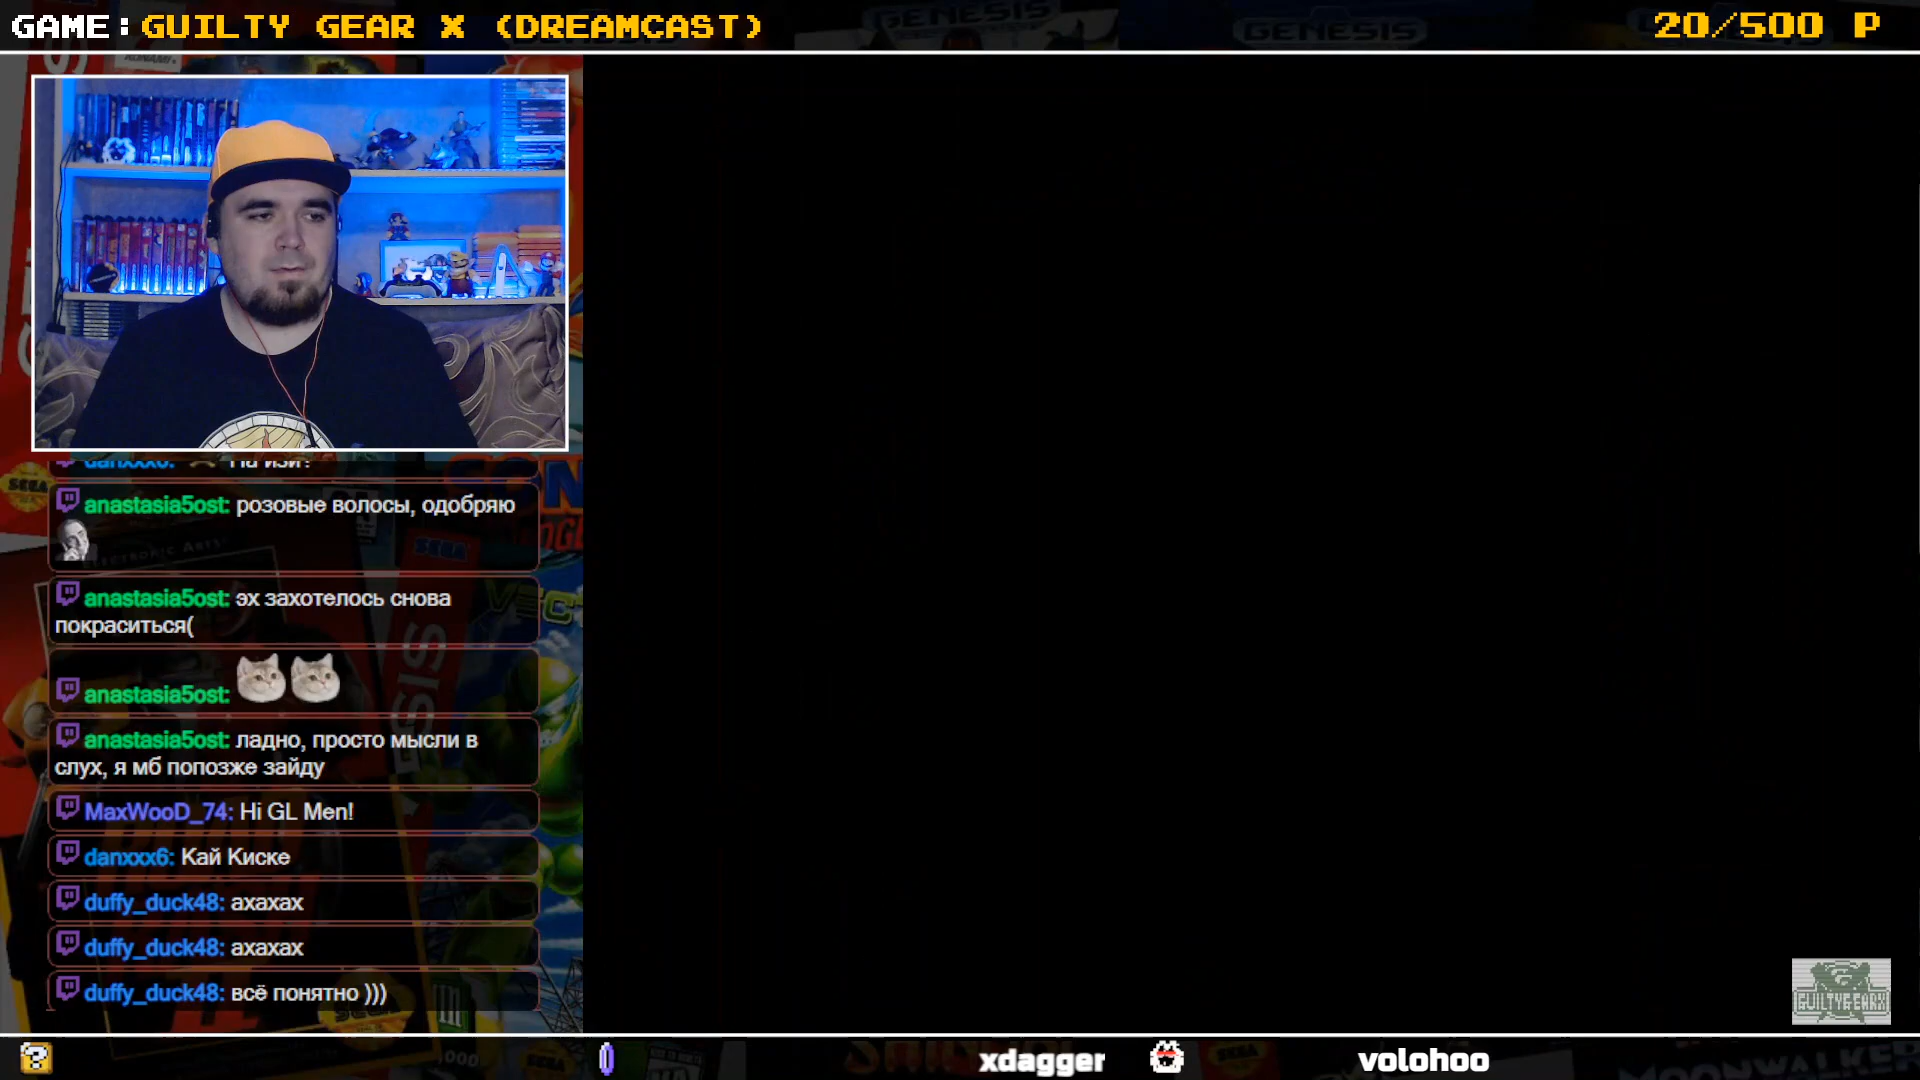 GAME:GUILTY GEAR X (DREAMCAST)
20/500 P
anastasia5ost: розовые волосы, одобряю
anastasia5ost: эх захотелось снова
покраситься(
anastasia5ost:
anastasia5ost: ладно, просто мысли в
слух, я мб попозже зайду
MaxWooD_74: Hi GL Men!
danxxx6: Кай Киске
duffy_duck48: ахахах
duffy_duck48: ахахах
duffy_duck48: всё понятно )))
GUILTYGEARX
xdagger
volohoo